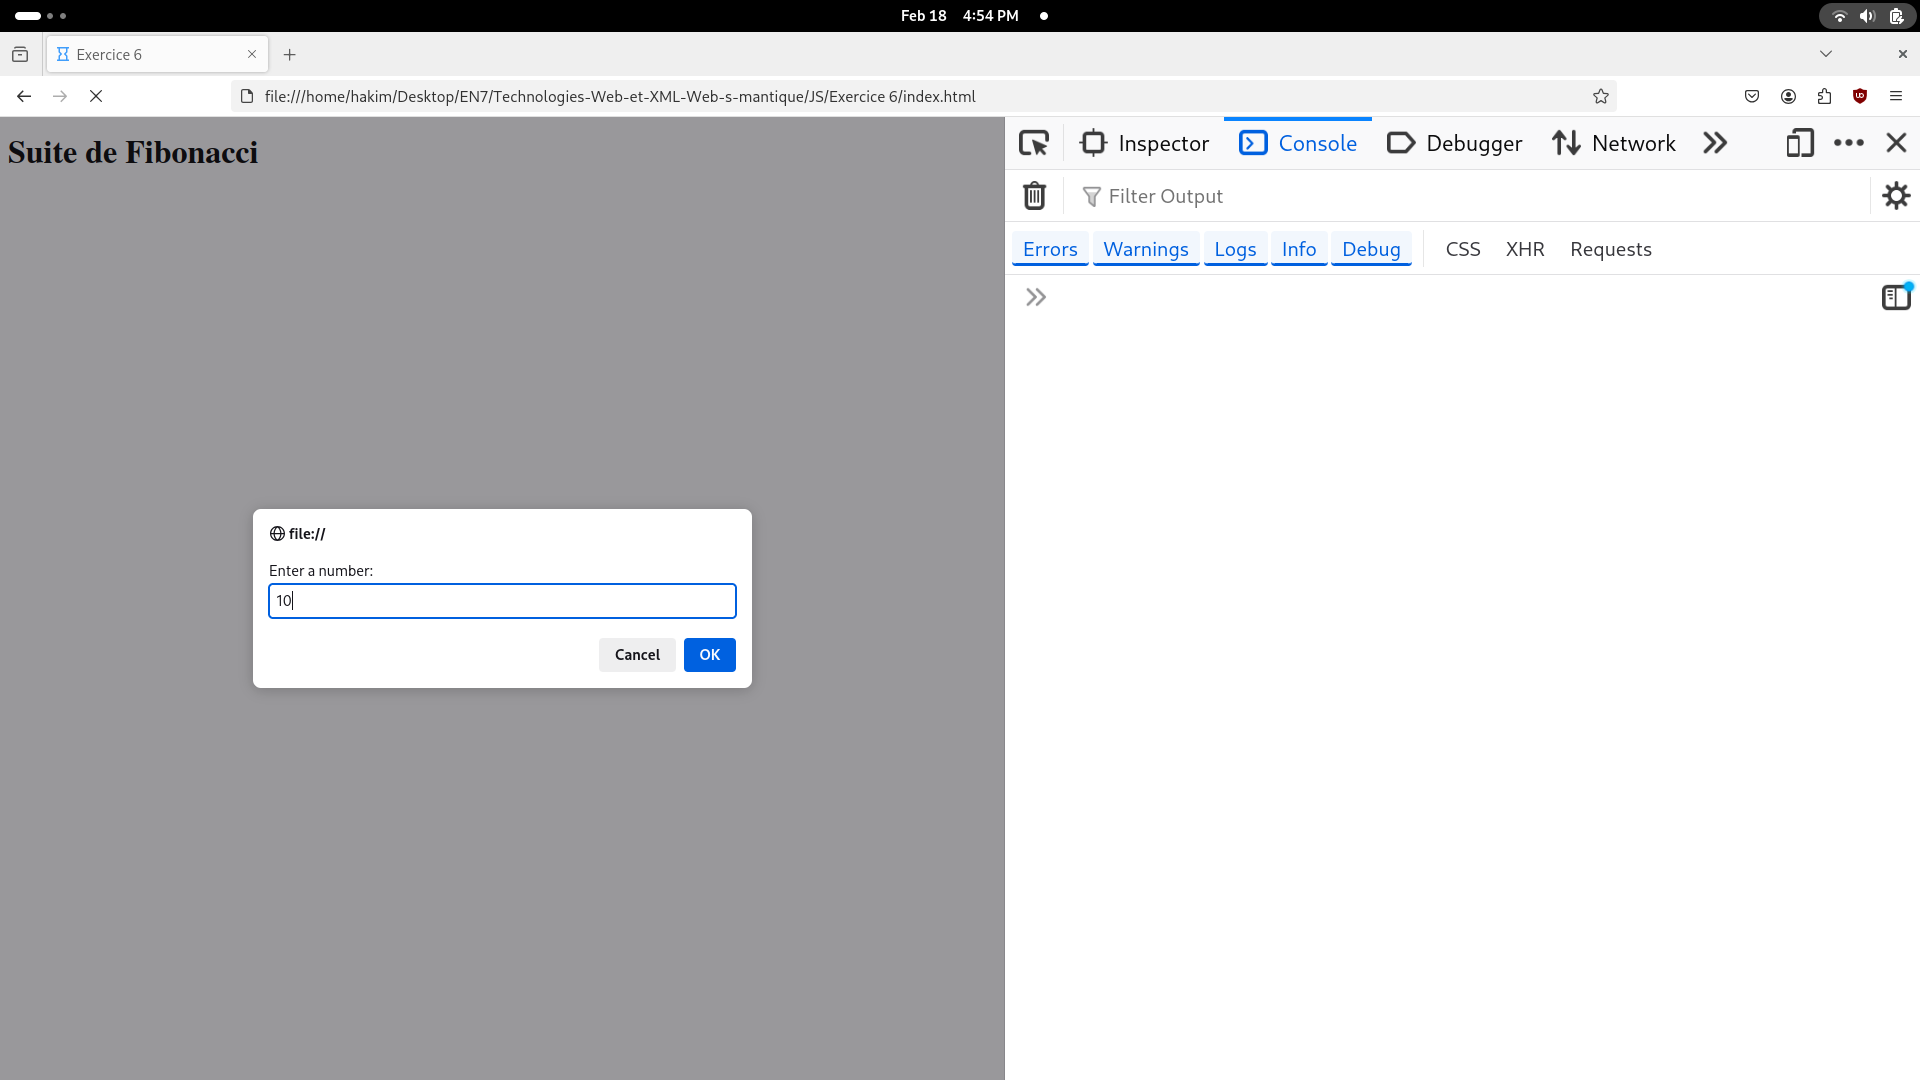 Feb 18 4:54 PM
Exercice 6
file:///home/hakim/Desktop/EN7/Technologies-Web-et-XML-Web-s-mantique/JS/Exercice 6/index.html
Suite de Fibonacci
Inspector Console Debugger Network
Filter Output
Errors Warnings Logs Info Debug CSS XHR Requests
file://
Enter a number:
10
Cancel OK